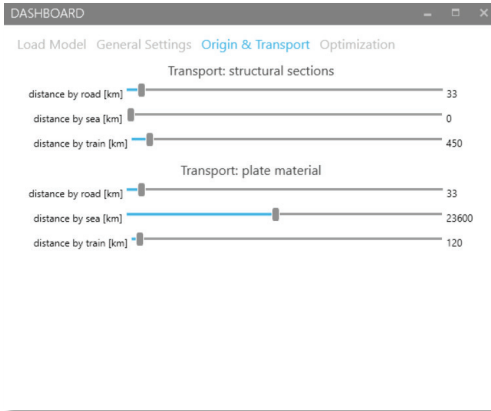 DASHBOARD
Load Model General Settings Origin & Transport Optimization
Transport: structural sections
distance by road [km] 33
distance by sea [km] 0
distance by train [km] 450
Transport: plate material
distance by road [km] 33
distance by sea [km] 23600
distance by train [km] 120